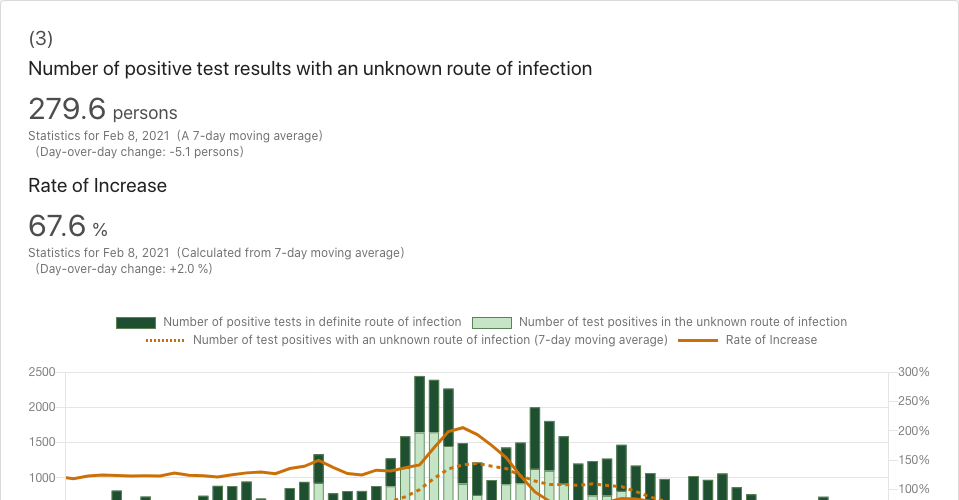 (3)
Number of positive test results with an unknown route of infection
279.6 persons
Statistics for Feb 8, 2021 (A 7-day moving average)
(Day-over-day change: -5.1 persons)
Rate of Increase
67.6 %
Statistics for Feb 8, 2021 (Calculated from 7-day moving average)
(Day-over-day change: +2.0 %)
Number of positive tests in definite route of infection Number of test positives in the unknown route of infection
Number of test positives with an unknown route of infection (7-day moving average) Rate of Increase
2500 300%
250%
2000
200%
1500
150%
1000
100%